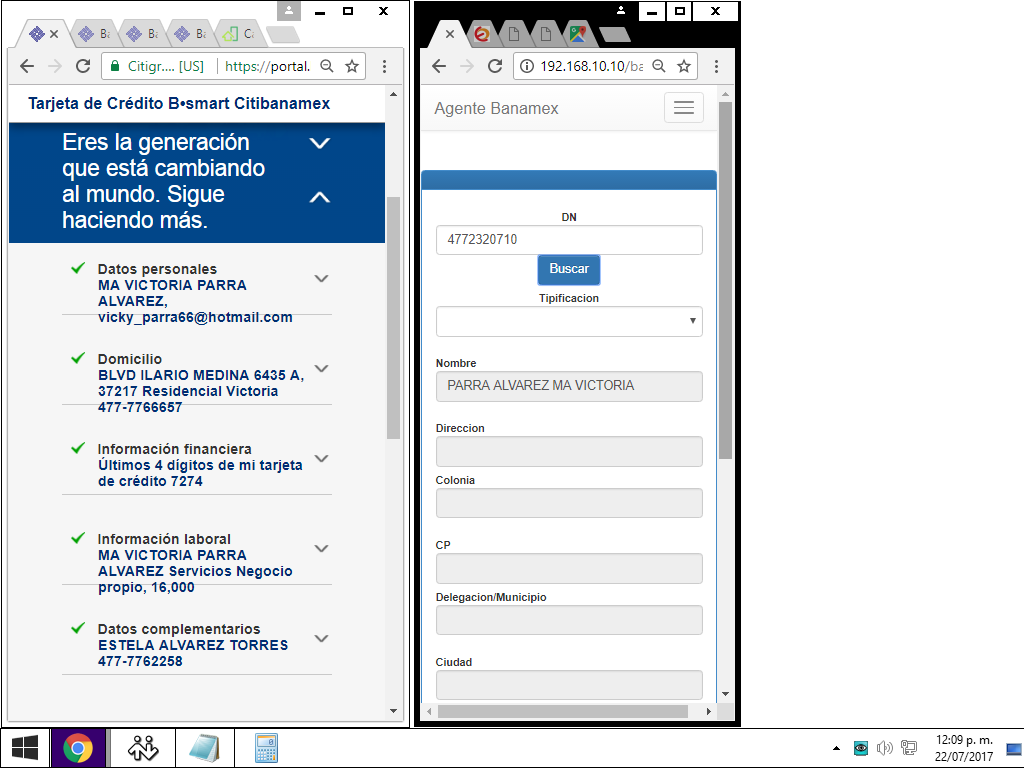 Ba
Ba
Ba
Ca
Citigr.... [US]
https://portal.
Tarjeta de Crédito B•smart Citibanamex
Eres la generación
que está cambiando
al mundo. Sigue
haciendo más.
Datos personales
MA VICTORIA PARRA
ALVAREZ,
vicky_parra66@hotmail.com
Domicilio
BLVD ILARIO MEDINA 6435 A,
37217 Residencial Victoria
477-7766657
Información financiera
Últimos 4 dígitos de mi tarjeta
de crédito 7274
Información laboral
MA VICTORIA PARRA
ALVAREZ Servicios Negocio
propio, 16,000
Datos complementarios
ESTELA ALVAREZ TORRES
477-7762258
192.168.10.10/ba
Agente Banamex
DN
4772320710
Buscar
Tipificacion
Nombre
PARRA ALVAREZ MA VICTORIA
Direccion
Colonia
CP
Delegacion/Municipio
Ciudad
12:09 p. m.
22/07/2017